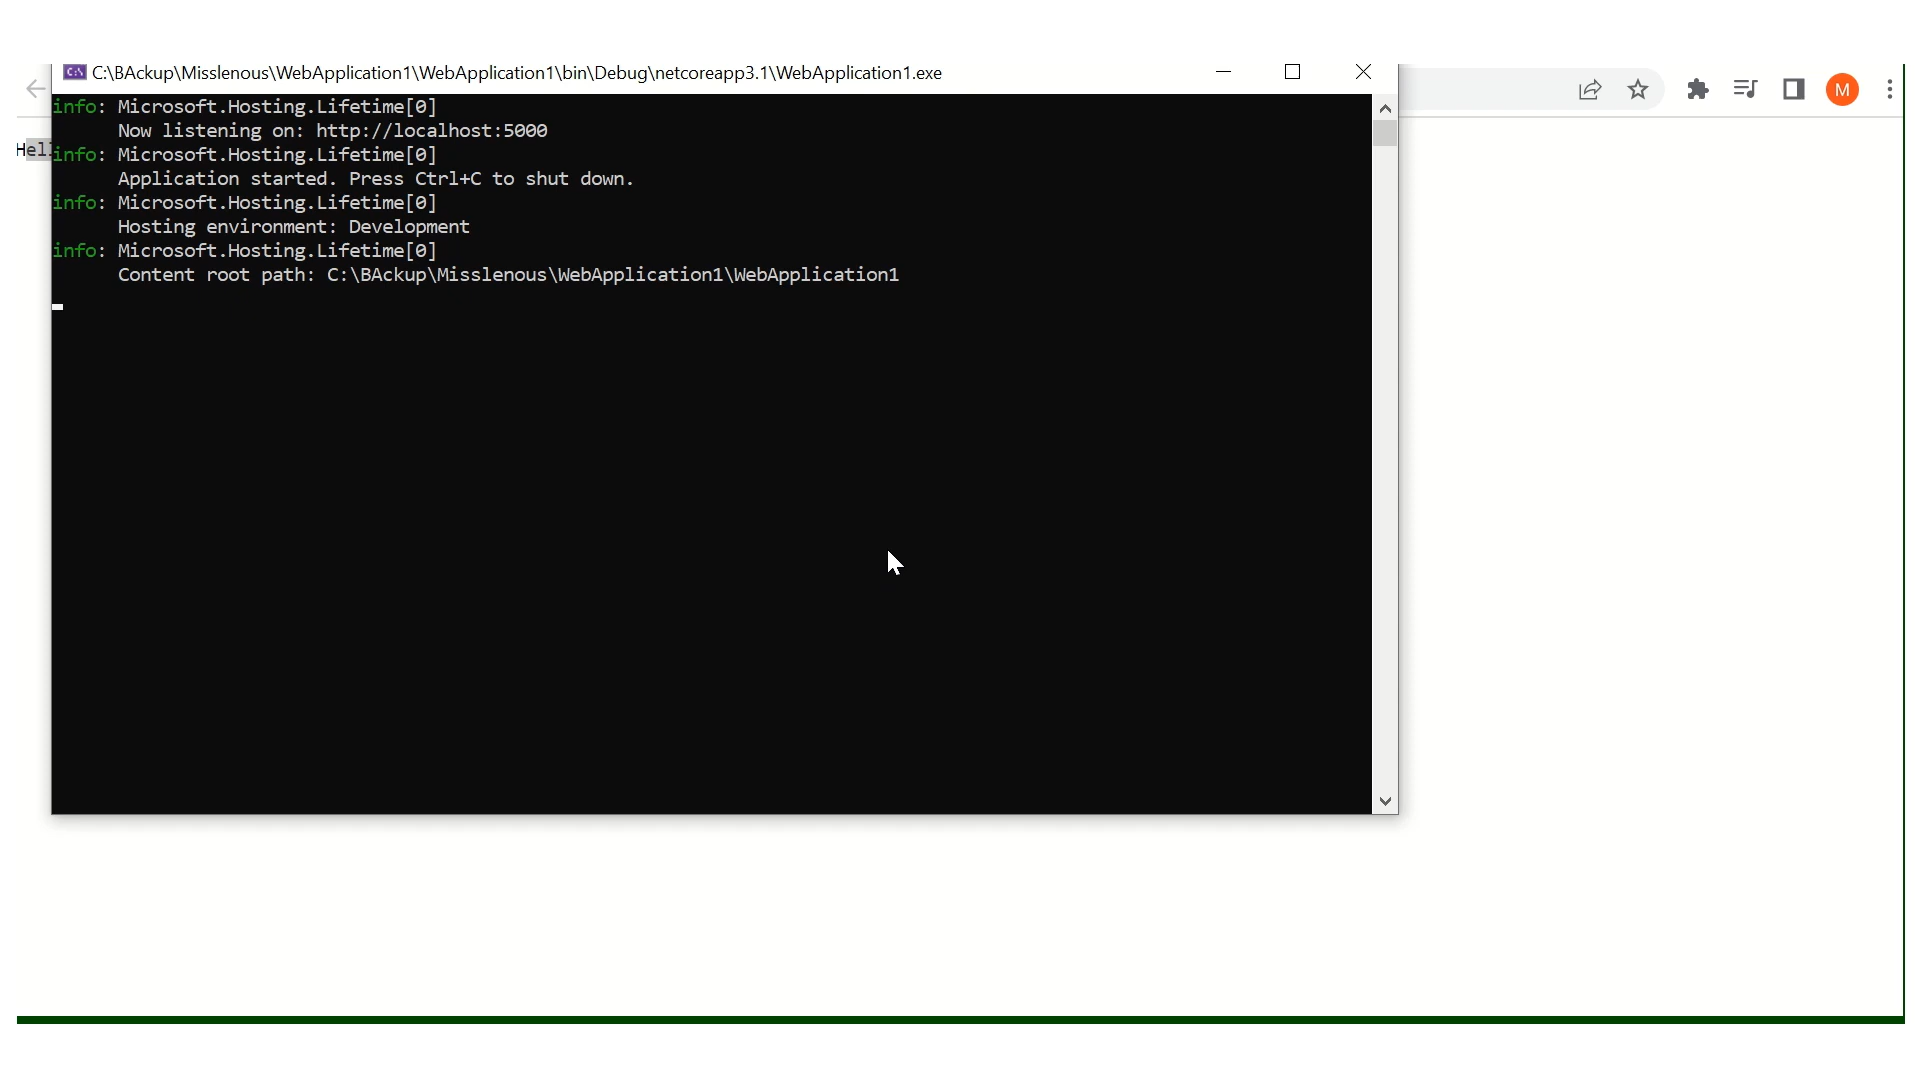 C:\BAckup\Misslenous\WebApplication1\WebApplication1\bin\Debug\netcoreapp3.1\WebApplication1.exe
M
Hell
info: Microsoft.Hosting.Lifetime[0]
Now listening on: http://localhost:5000
info: Microsoft.Hosting.Lifetime[0]
Application started. Press Ctrl+C to shut down.
info: Microsoft.Hosting.Lifetime[0]
Hosting environment: Development
info: Microsoft.Hosting.Lifetime[0]
Content root path: C:\BAckup\Misslenous\WebApplication1\WebApplication1